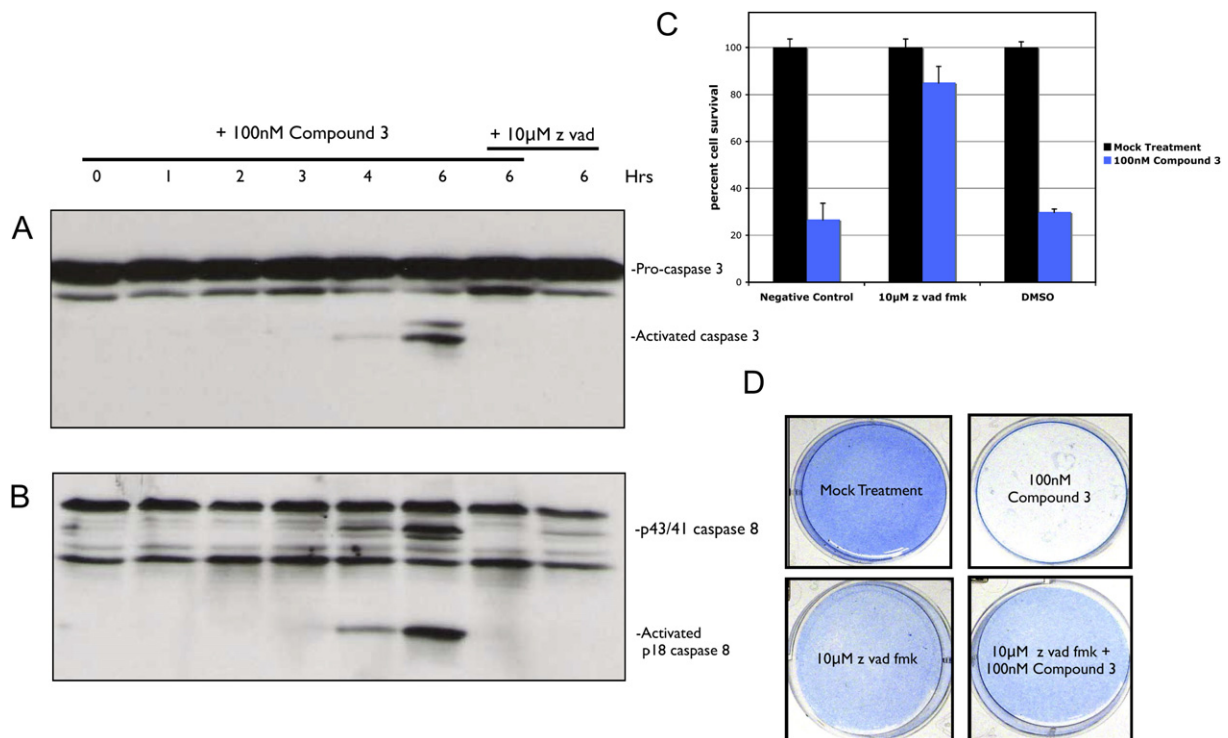 C
100
80
60
40
20
0
percent cell survival
Negative Control
10µM z vad fmk
DMSO
Mock Treatment
100nM Compound 3
+ 100nM Compound 3
+ 10µM z vad
0 1 2 3 4 6 6 6 Hrs
A
-Pro-caspase 3
-Activated caspase 3
B
-p43/41 caspase 8
-Activated
p18 caspase 8
D
Mock Treatment
100nM
Compound 3
10µM z vad fmk
10µM z vad fmk +
100nM Compound 3